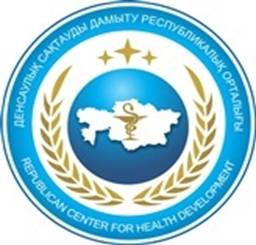 ДЕНСАУЛЫҚ САҚТАУДЫ ДАМЫТУ РЕСПУБЛИКАЛЫҚ ОРТАЛЫҒЫ
REPUBLICAN CENTER FOR HEALTH DEVELOPMENT